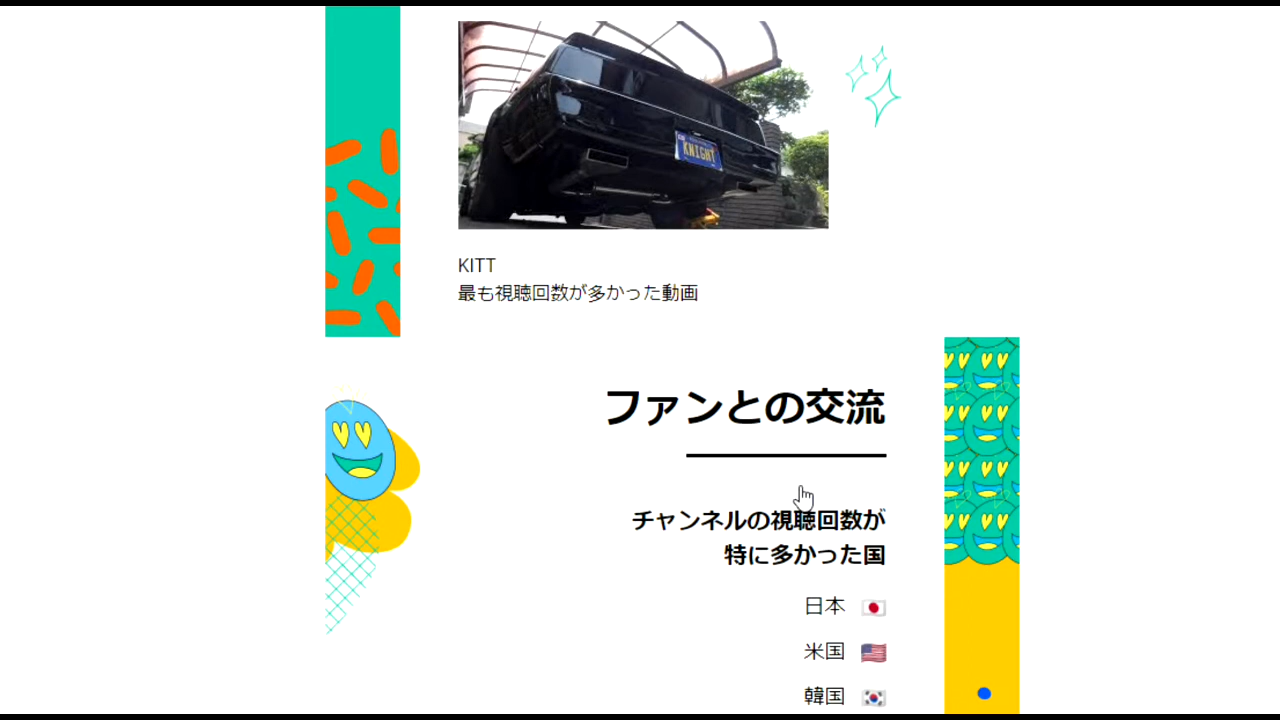 KNIGHT
KITT
最も視聴回数が多かった動画
ファンとの交流
チャンネルの視聴回数が
特に多かった国
日本
米国
韓国